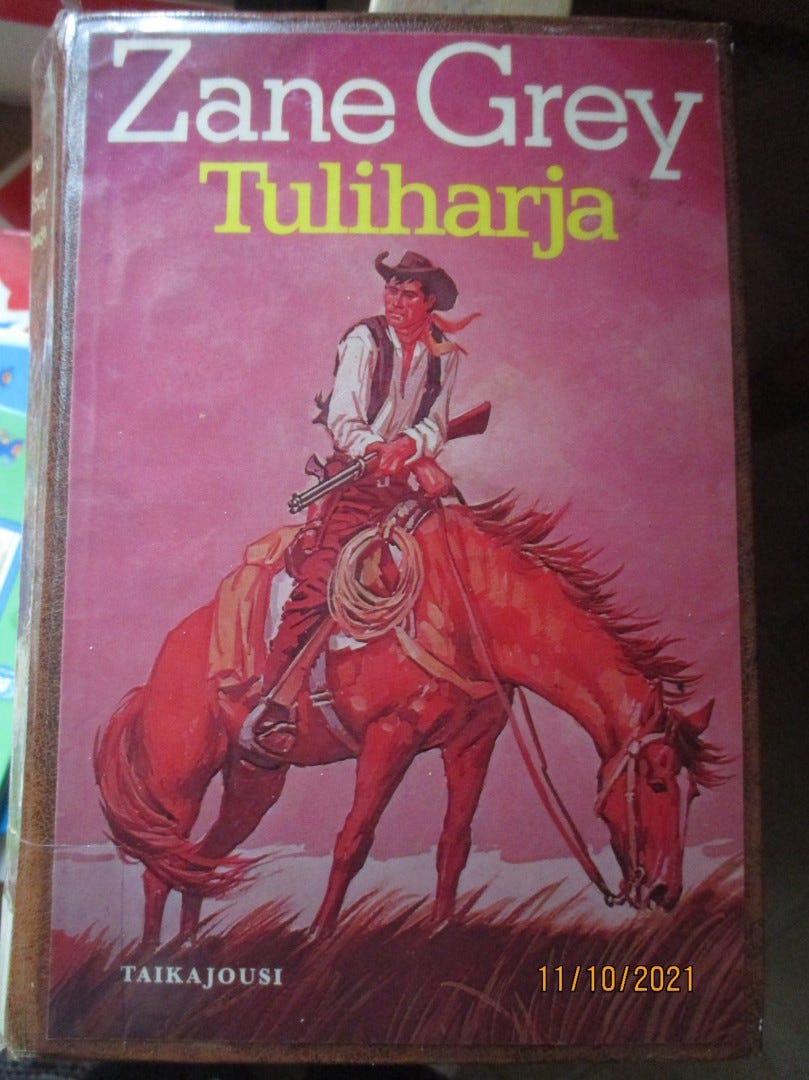 Zane Grey
Tuliharja
TAIKAJOUSI
11/10/2021